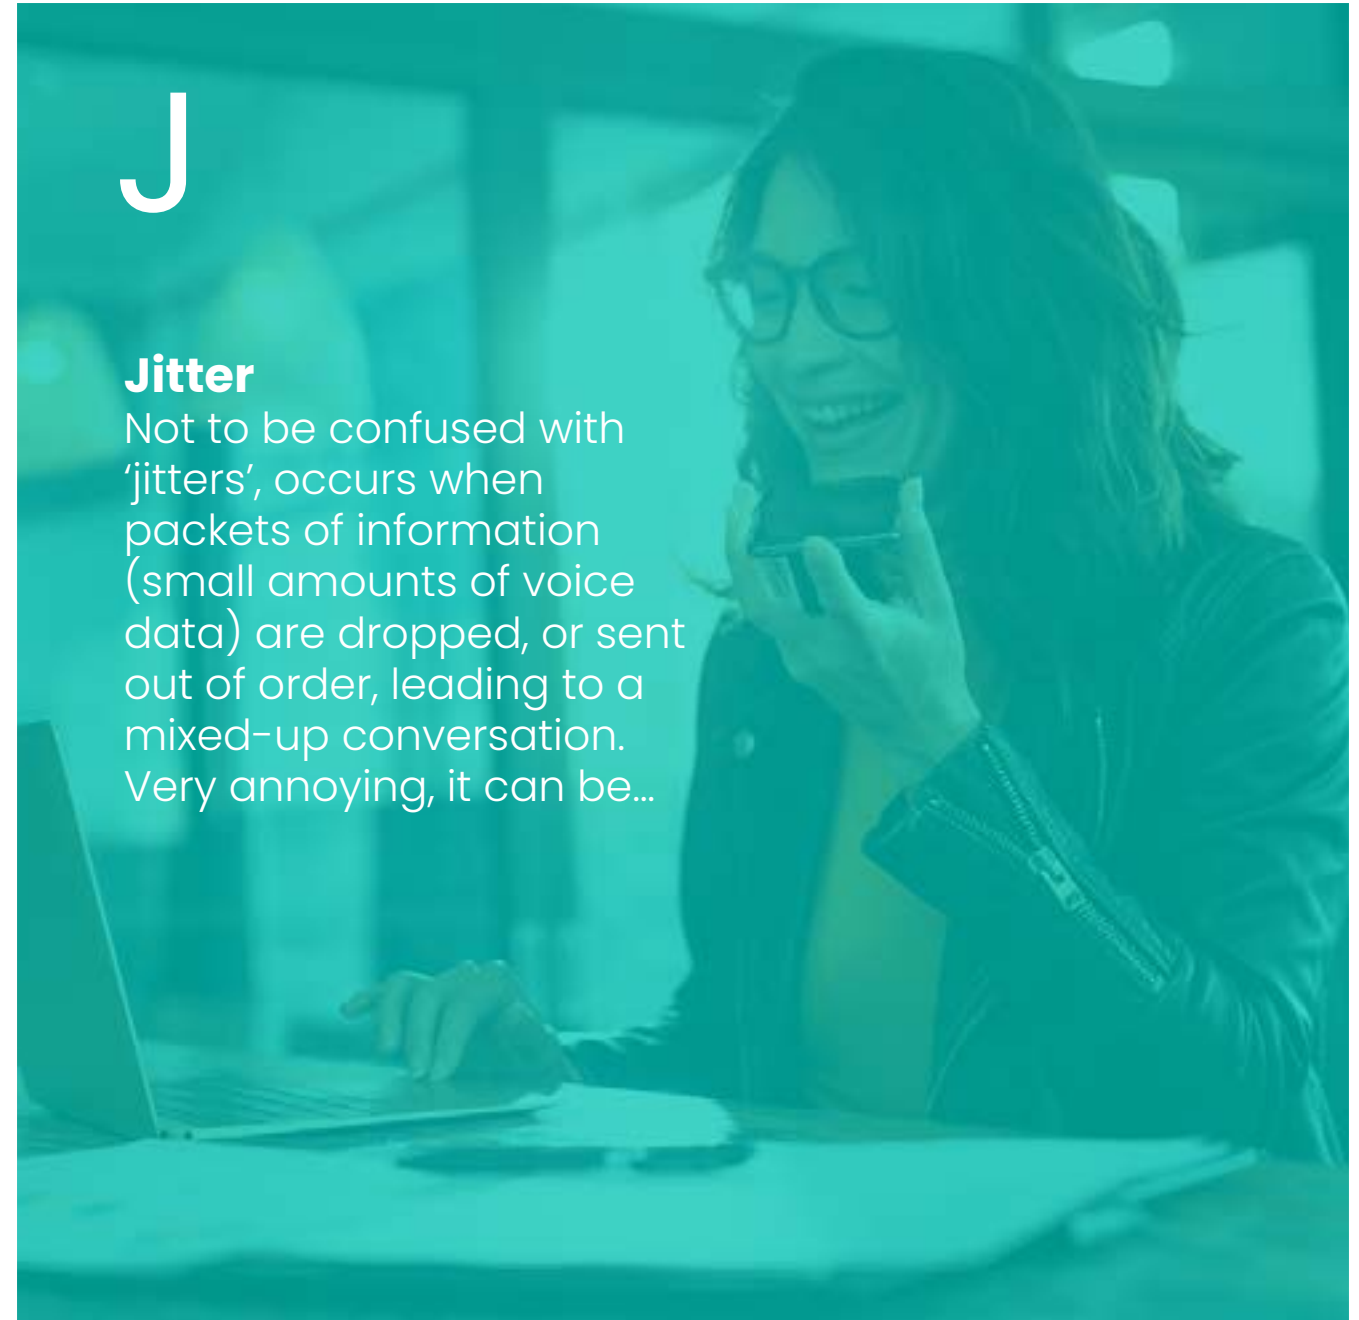 J
Jitter
Not to be confused with
‘jitters’, occurs when
packets of information
(small amounts of voice
data) are dropped, or sent
out of order, leading to a
mixed-up conversation.
Very annoying, it can be...